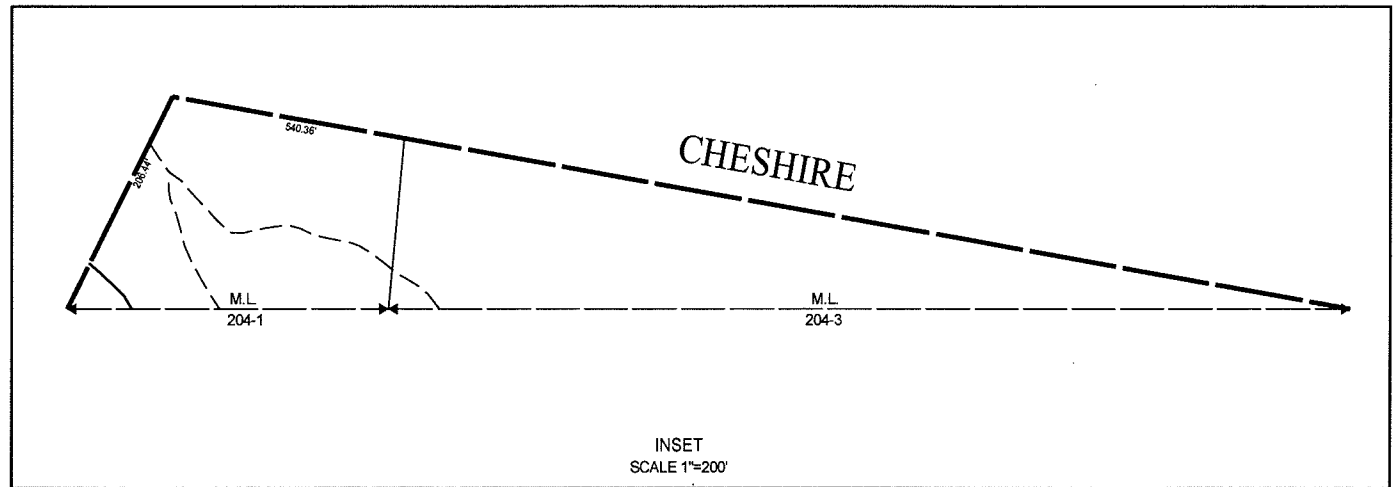 540.36'
CHESHIRE
206.44'
M.L.
204-1
M.L.
204-3
INSET
SCALE 1"=200'